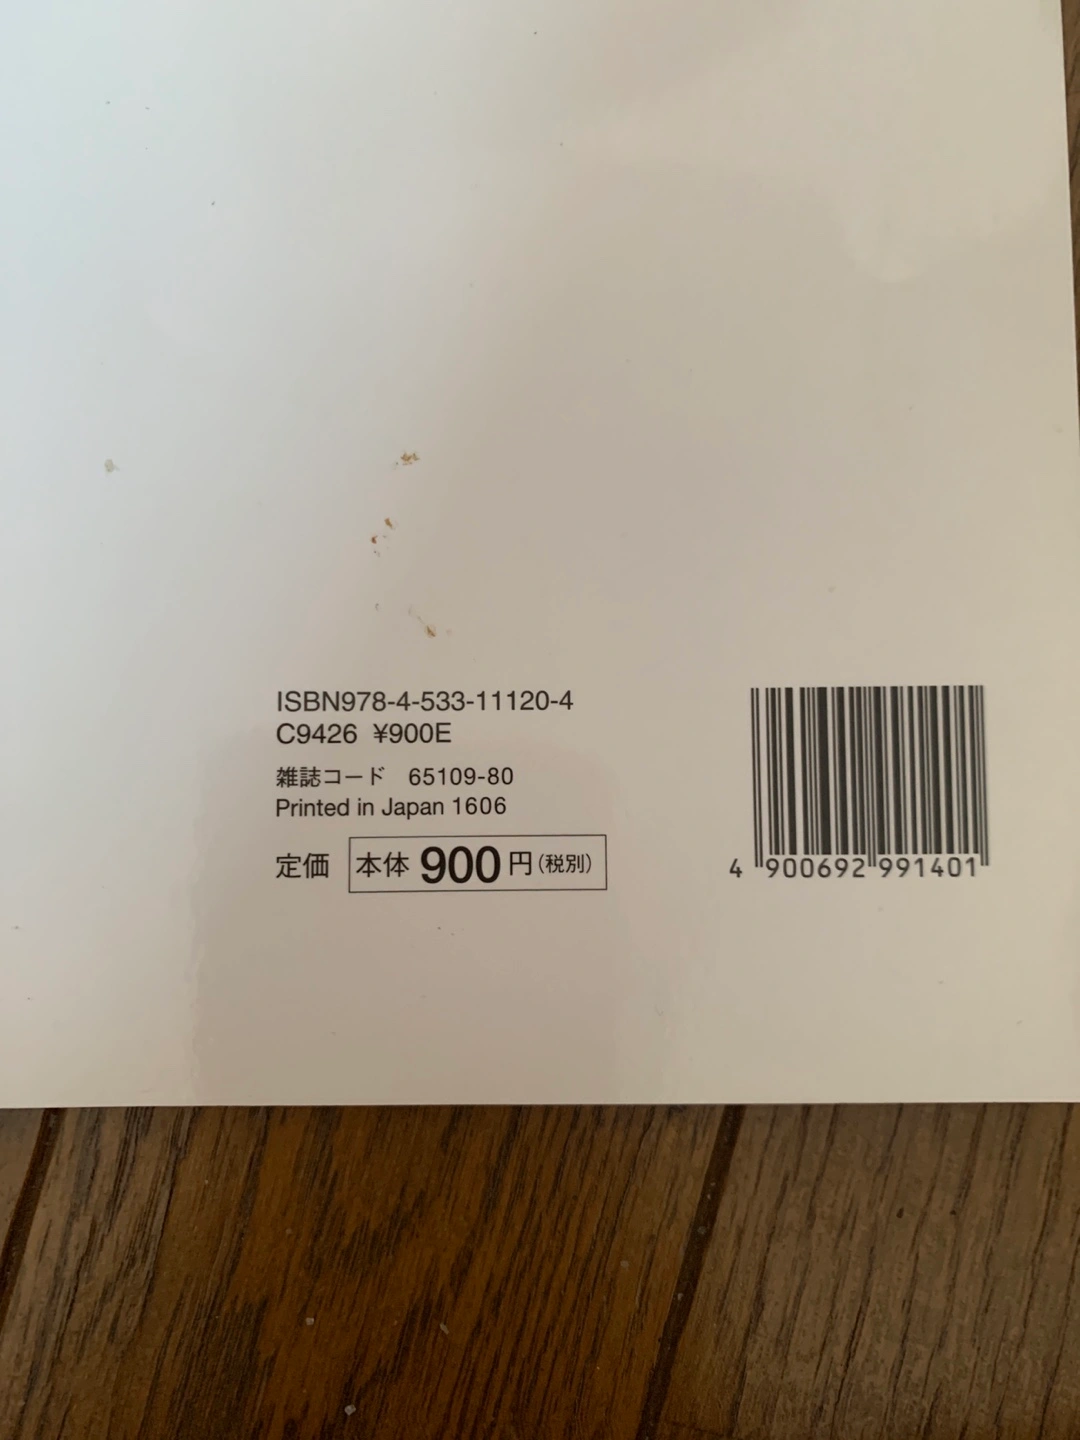 ISBN978-4-533-11120-4
C9426 ¥900E
雑誌コード 65109-80
Printed in Japan 1606
定価 本体 900 円(税別)
4 900692 991401